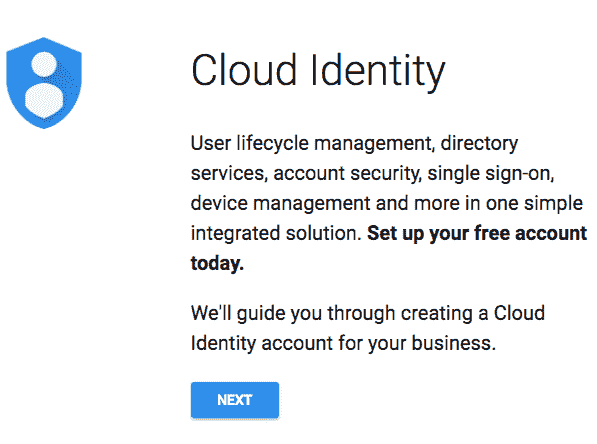 Cloud Identity
User lifecycle management, directory
services, account security, single sign-on,
device management and more in one simple
integrated solution. Set up your free account
today.
We'll guide you through creating a Cloud
Identity account for your business.
NEXT